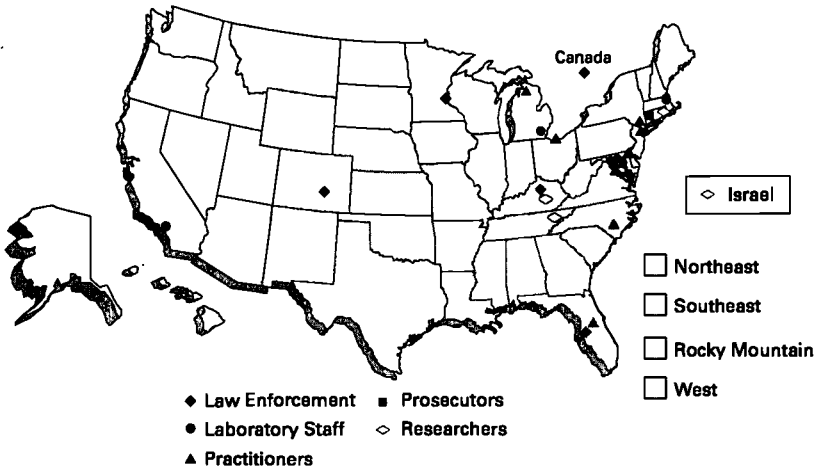 Canada
Israel
Northeast
Southeast
Rocky Mountain
West
Law Enforcement
Prosecutors
Laboratory Staff
Researchers
Practitioners